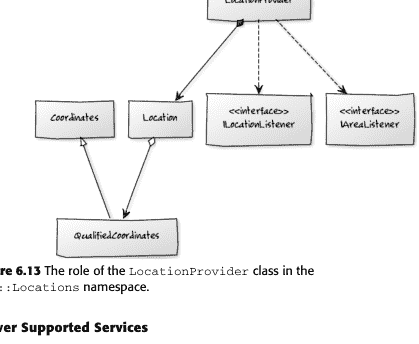 LocationProvider
Coordinates
Location
<<interface>>
ILocationListener
<<interface>>
IAreaListener
QualifiedCoordinates
re 6.13 The role of the LocationProvider class in the
::Locations namespace.
ver Supported Services